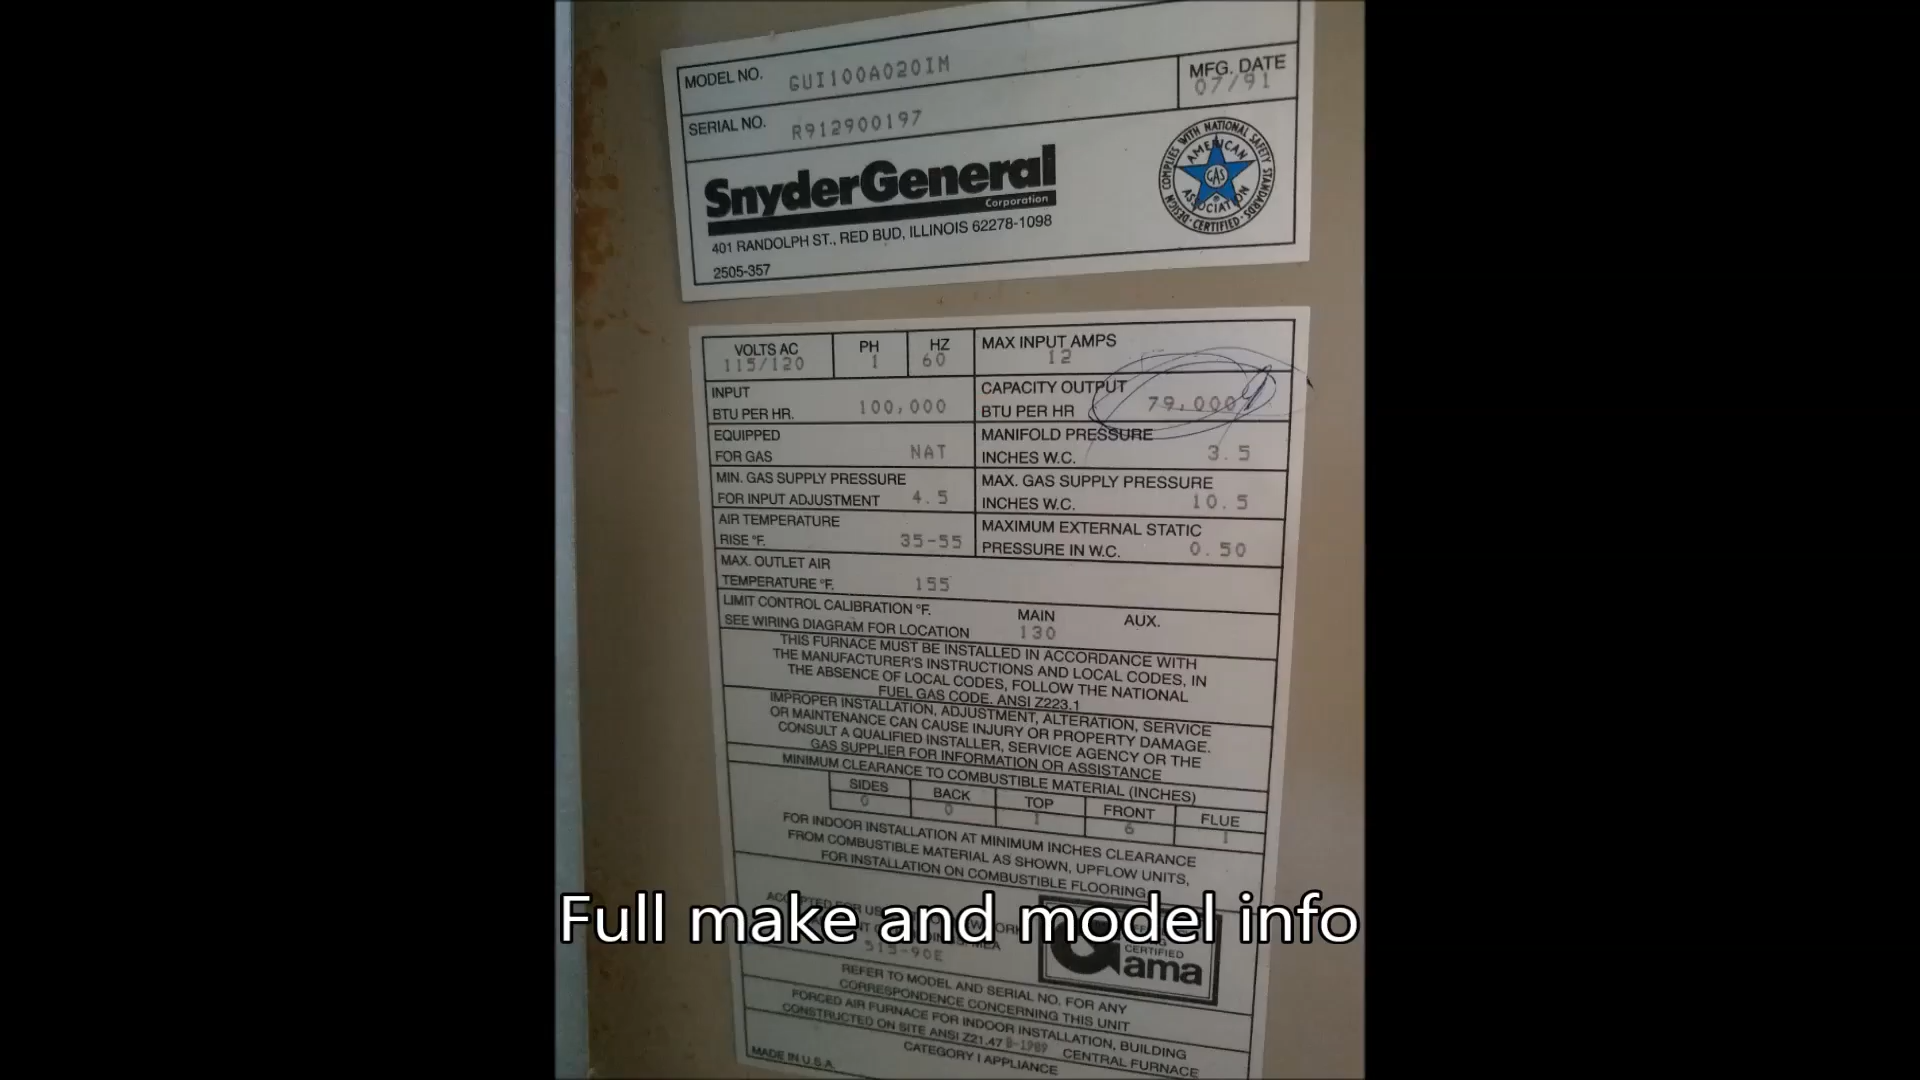 MODEL NO. GUI100A020IM
MFG. DATE
07/91
SERIAL NO. R912900197
COMPLIES WITH NATIONAL SAFETY STANDARDS
DESIGN CERTIFIED
AMERICAN GAS ASSOCIATION
SnyderGeneral
Corporation
401 RANDOLPH ST., RED BUD, ILLINOIS 62278-1098
2505-357
VOLTS AC
115/120
PH
1
HZ
60
MAX INPUT AMPS
12
INPUT
BTU PER HR. 100,000
CAPACITY OUTPUT
BTU PER HR 79,000
EQUIPPED
FOR GAS NAT
MANIFOLD PRESSURE
INCHES W.C. 3.5
MIN. GAS SUPPLY PRESSURE
FOR INPUT ADJUSTMENT 4.5
MAX. GAS SUPPLY PRESSURE
INCHES W.C. 10.5
AIR TEMPERATURE
RISE °F. 35-55
MAXIMUM EXTERNAL STATIC
PRESSURE IN W.C. 0.50
MAX. OUTLET AIR
TEMPERATURE °F. 155
LIMIT CONTROL CALIBRATION °F.
SEE WIRING DIAGRAM FOR LOCATION
MAIN
130
AUX.
THIS FURNACE MUST BE INSTALLED IN ACCORDANCE WITH
THE MANUFACTURER'S INSTRUCTIONS AND LOCAL CODES, IN
THE ABSENCE OF LOCAL CODES, FOLLOW THE NATIONAL
FUEL GAS CODE. ANSI Z223.1
IMPROPER INSTALLATION, ADJUSTMENT, ALTERATION, SERVICE
OR MAINTENANCE CAN CAUSE INJURY OR PROPERTY DAMAGE.
CONSULT A QUALIFIED INSTALLER, SERVICE AGENCY OR THE
GAS SUPPLIER FOR INFORMATION OR ASSISTANCE
MINIMUM CLEARANCE TO COMBUSTIBLE MATERIAL (INCHES)
SIDES BACK TOP FRONT FLUE
0 0 1 6 1
FOR INDOOR INSTALLATION AT MINIMUM INCHES CLEARANCE
FROM COMBUSTIBLE MATERIAL AS SHOWN, UPFLOW UNITS,
FOR INSTALLATION ON COMBUSTIBLE FLOORING
Full make and model info
515-90E
CERTIFIED
Gama
REFER TO MODEL AND SERIAL NO. FOR ANY
CORRESPONDENCE CONCERNING THIS UNIT
FORCED AIR FURNACE FOR INDOOR INSTALLATION, BUILDING
CONSTRUCTED ON SITE ANSI Z21.47 B-1989 CENTRAL FURNACE
MADE IN U.S.A. CATEGORY I APPLIANCE